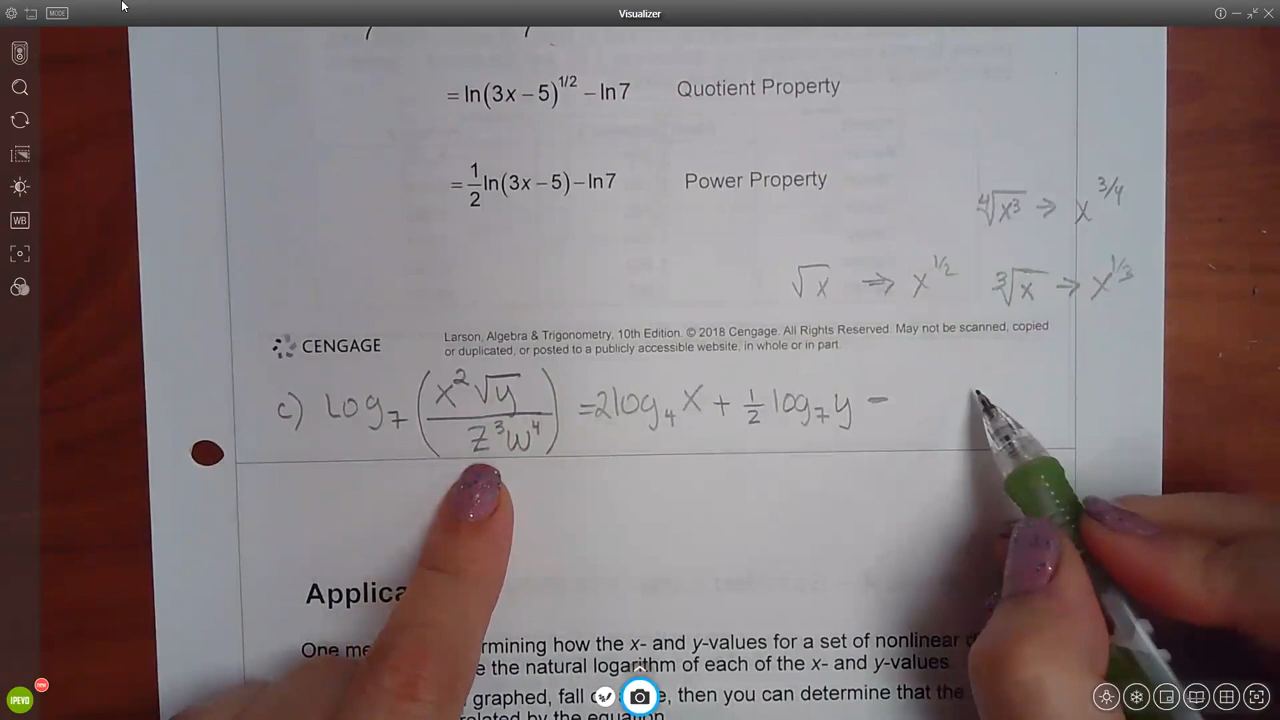 MODE
Visualizer
= ln(3x – 5)^1/2 – ln7 Quotient Property
= 1/2 ln(3x – 5) – ln7 Power Property
∜x³ ⇒ x^3/4
√x ⇒ x^1/2 ∛x ⇒ x^1/3
CENGAGE
Larson, Algebra & Trigonometry, 10th Edition. © 2018 Cengage. All Rights Reserved. May not be scanned, copied
or duplicated, or posted to a publicly accessible website, in whole or in part.
c) Log₇ (x²√y / z³w⁴) = 2log₄ x + 1/2 log₇ y –
Applica
One me rmining how the x- and y-values for a set of nonlinear
e the natural logarithm of each of the x- and y-values
graphed, fall e, then you can determine that the
related by the equation
WB
IPEVO
new